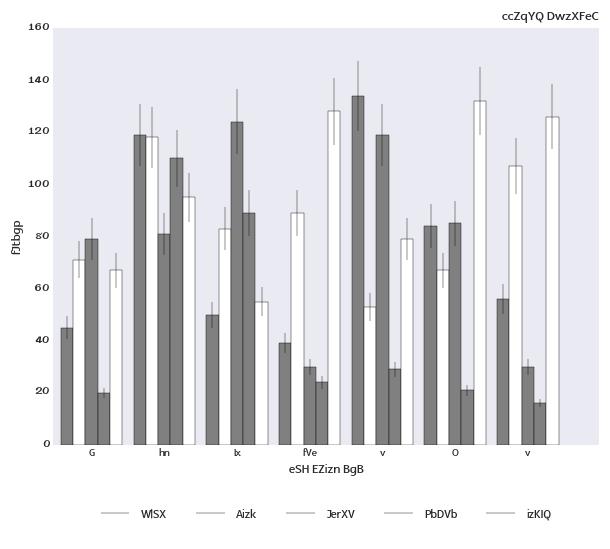 ccZqYQ DwzXFeC
160
140
120
100
80
60
40
20
0
fJtbgp
G hn Ix fVe v O v
eSH EZizn BgB
WlSX Aizk JerXV PbDVb izKIQ